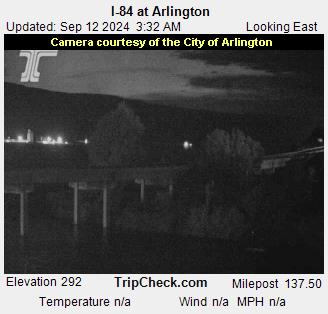 I-84 at Arlington
Updated: Sep 12 2024 3:32 AM Looking East
Camera courtesy of the City of Arlington
Elevation 292 TripCheck.com Milepost 137.50
Temperature n/a Wind n/a MPH n/a